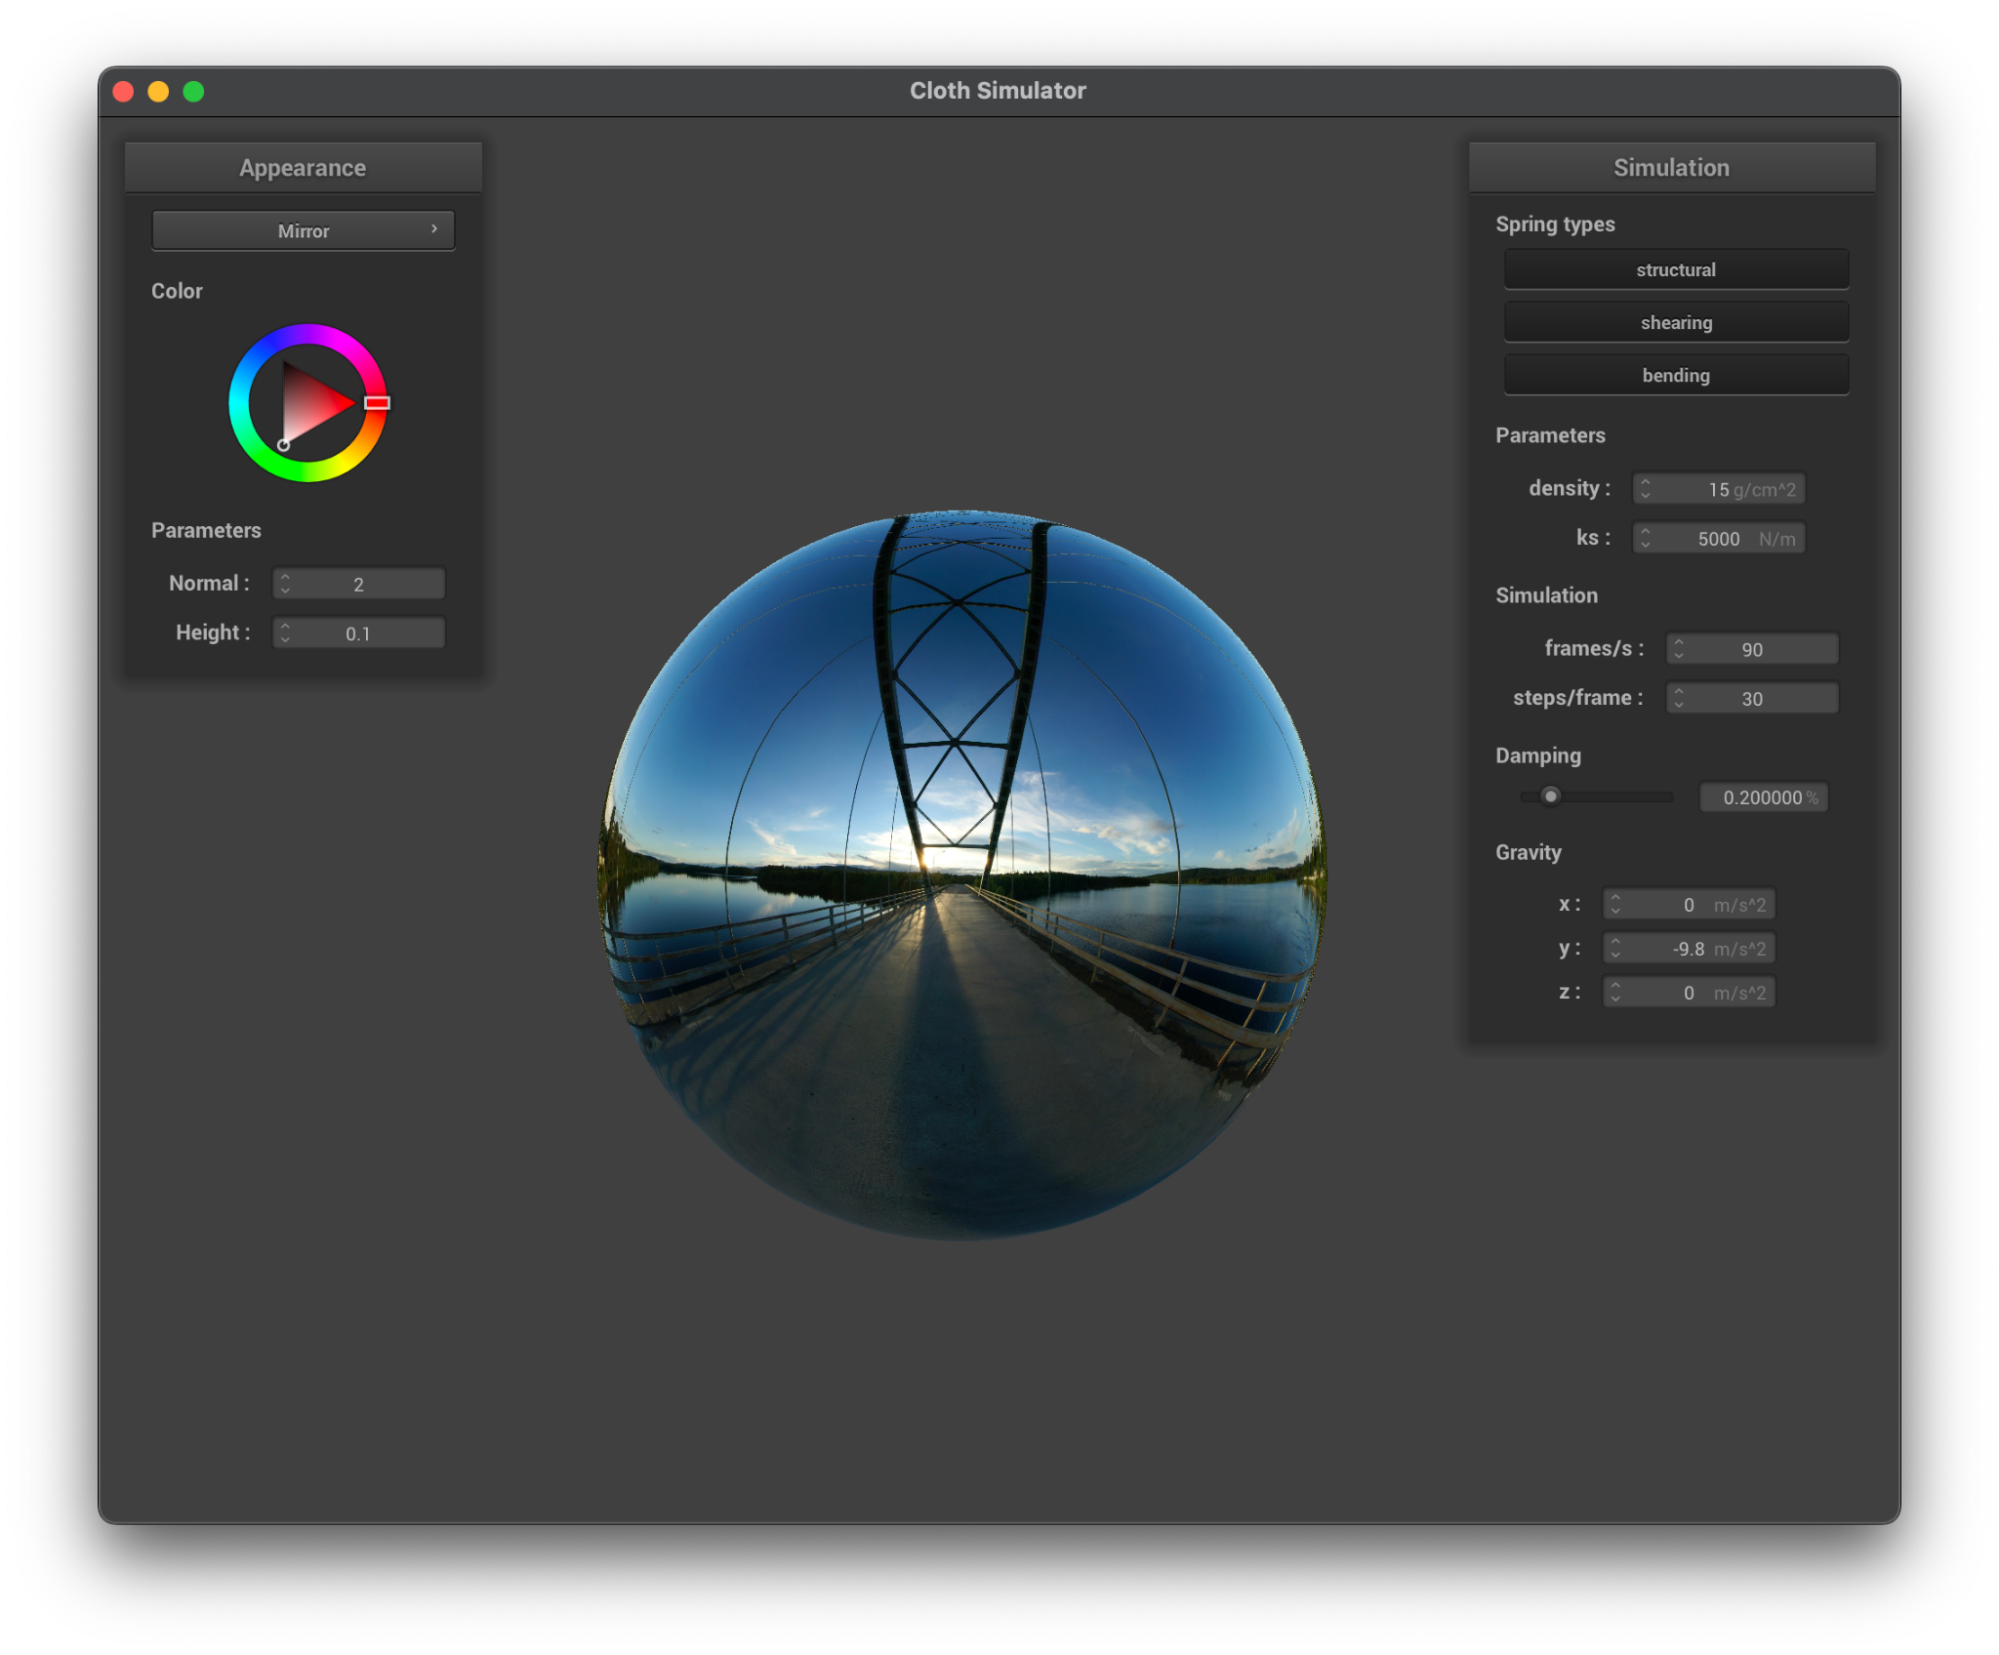 Cloth Simulator
Appearance
Mirror
Color
Parameters
Normal : 2
Height : 0.1
Simulation
Spring types
structural
shearing
bending
Parameters
density : 15 g/cm^2
ks : 5000 N/m
Simulation
frames/s : 90
steps/frame : 30
Damping
0.200000 %
Gravity
x : 0 m/s^2
y : -9.8 m/s^2
z : 0 m/s^2